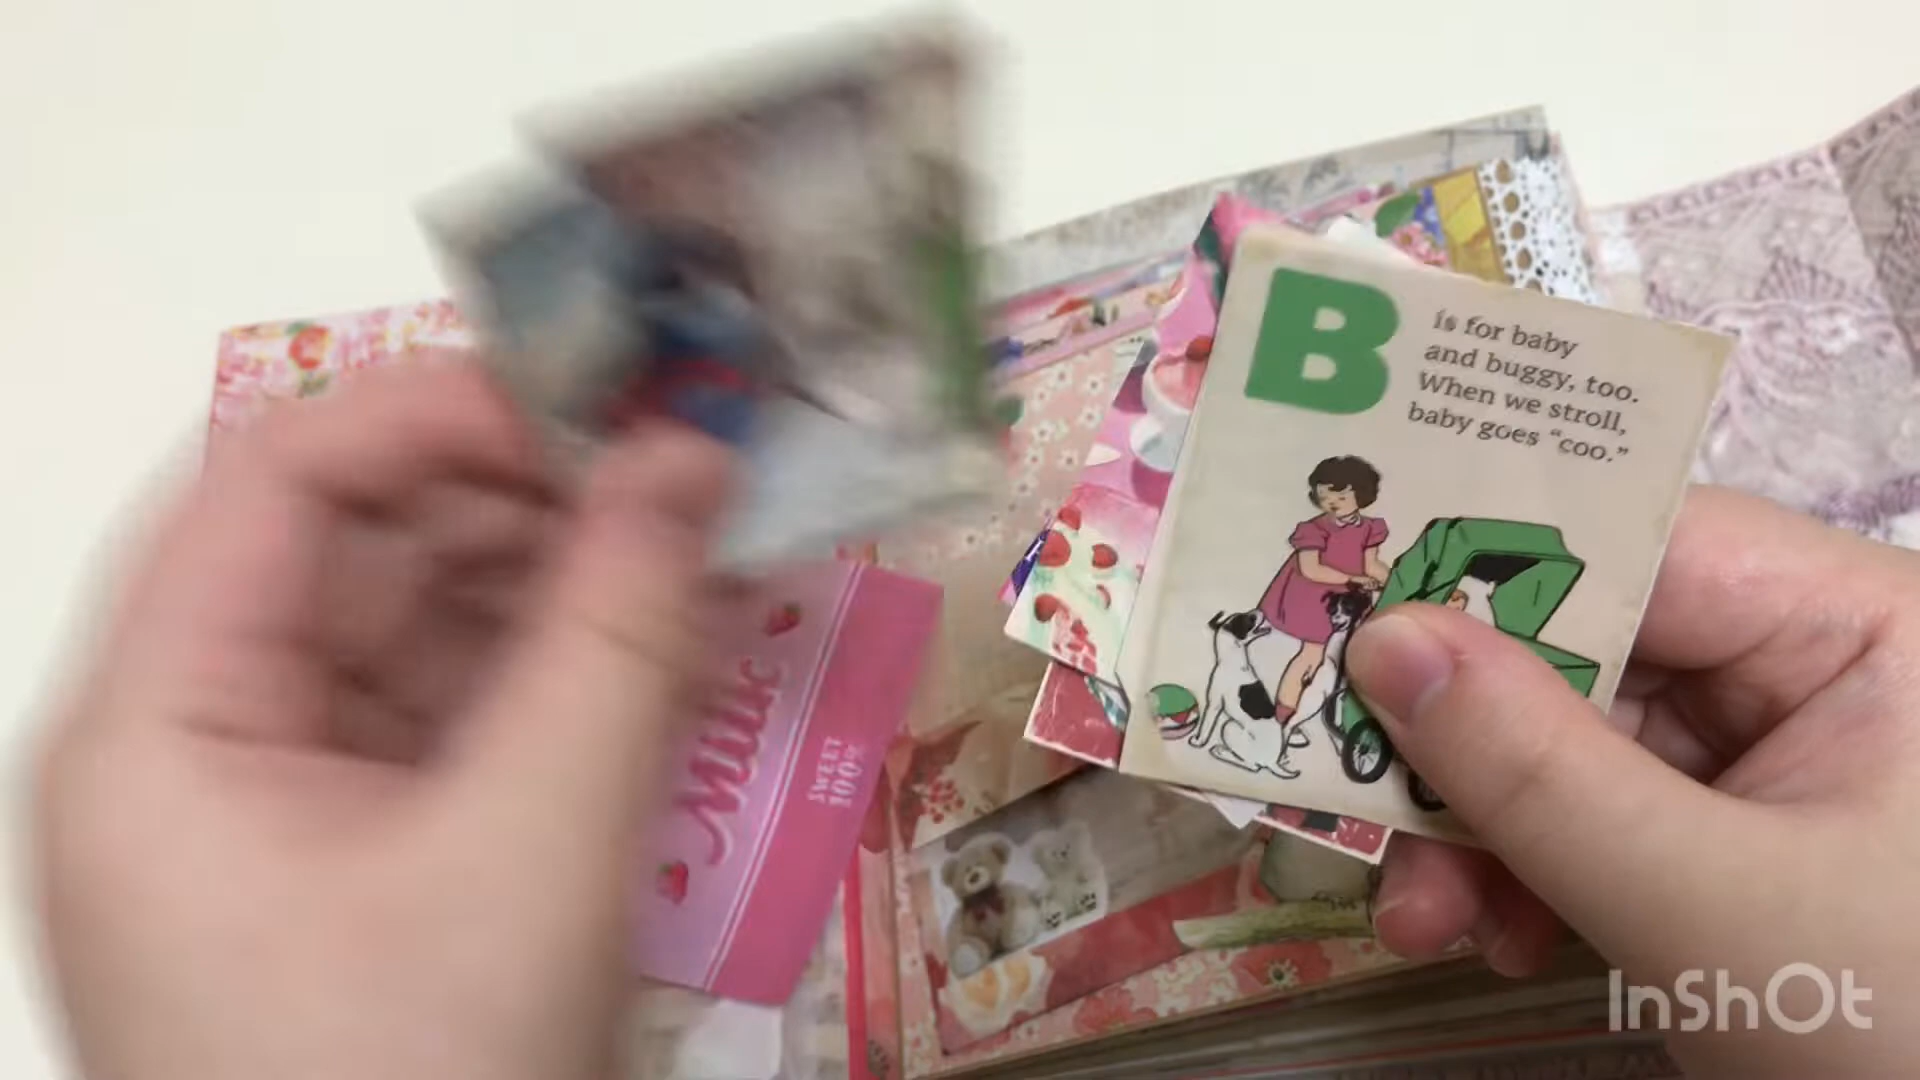 B
is for baby
and buggy, too.
When we stroll,
baby goes “coo.”
Milk
SWEET
100%
InShOt